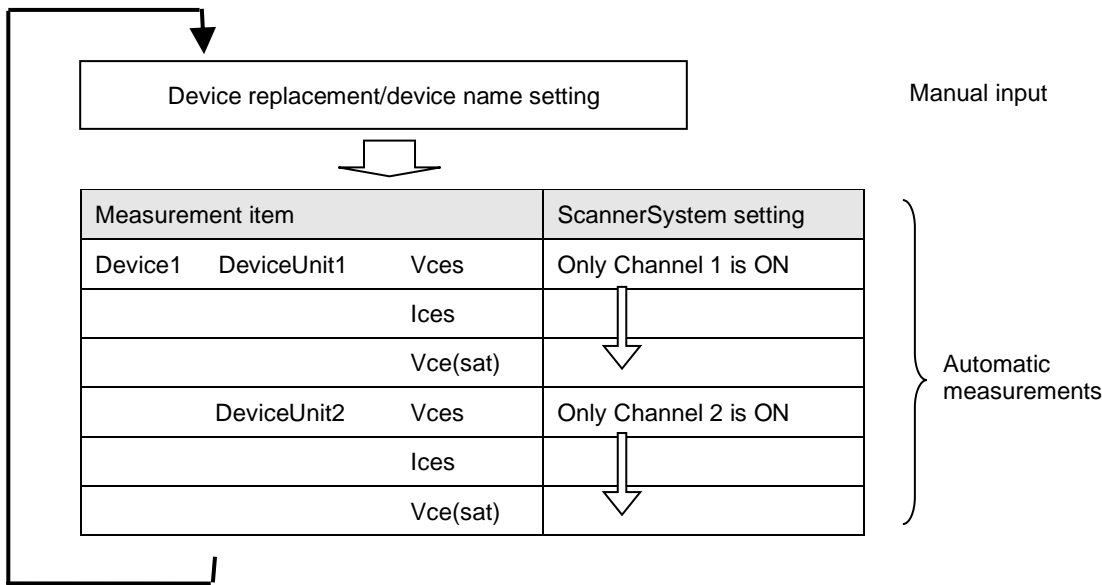 Device replacement/device name setting
Manual input
Measurement item ScannerSystem setting
Device1 DeviceUnit1 Vces Only Channel 1 is ON
Ices
Vce(sat)
DeviceUnit2 Vces Only Channel 2 is ON
Ices
Vce(sat)
Automatic
measurements